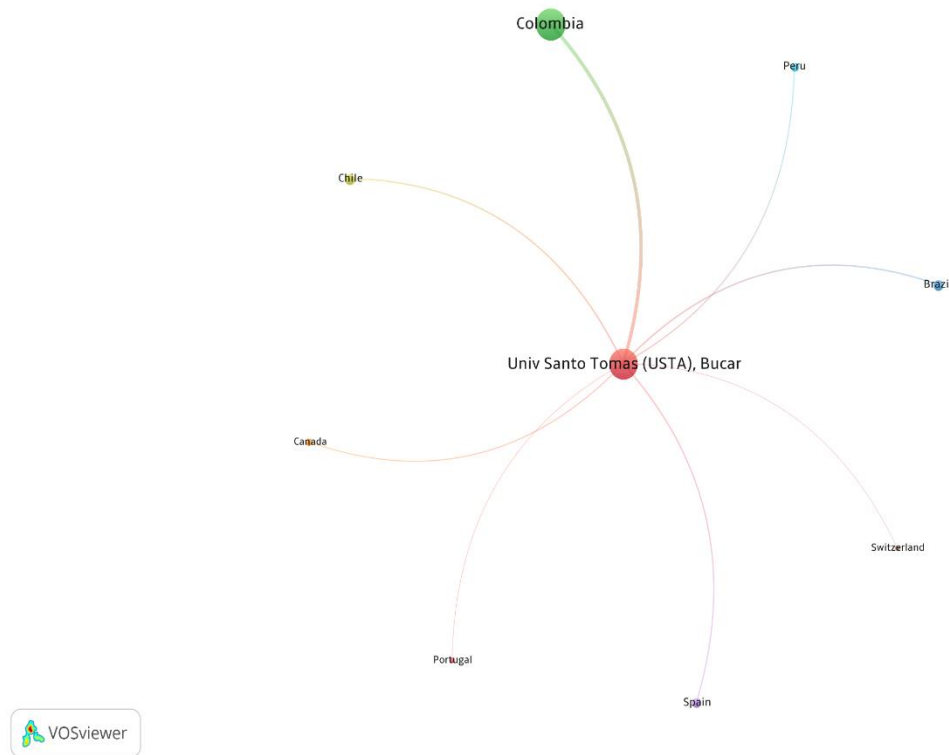 Colombia
Peru
Chile
Brazi
Univ Santo Tomas (USTA), Bucar
Canada
Switzerland
Portugal
Spain
VOSviewer